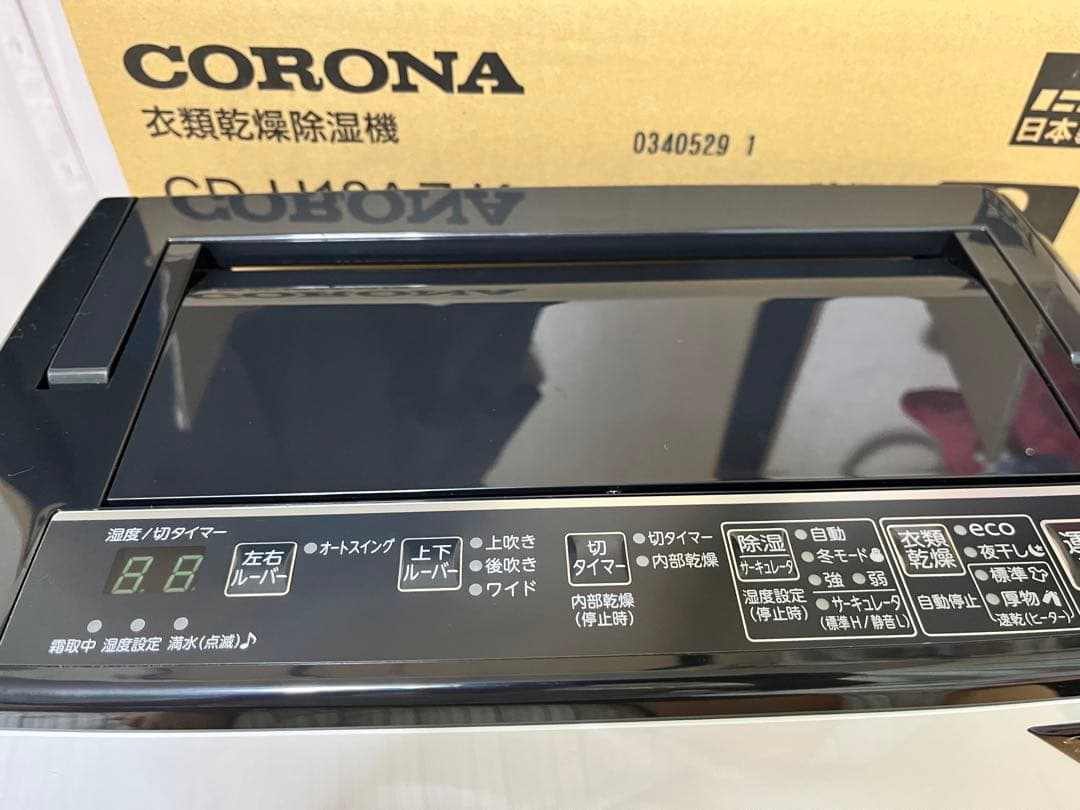 CORONA
衣類乾燥除湿機
0340529 1
日本
湿度/切タイマー
88
左右
ルーバー
オートスイング
上下
ルーバー
上吹き
後吹き
ワイド
切
タイマー
切タイマー
内部乾燥
内部乾燥
(停止時)
除湿
サーキュレータ
自動
冬モード
強 弱
サーキュレータ
(標準H/静音L)
湿度設定
(停止時)
衣類
乾燥
eco
夜干し
標準
厚物
速乾(ヒーター)
自動停止
霜取中 湿度設定 満水(点滅)♪